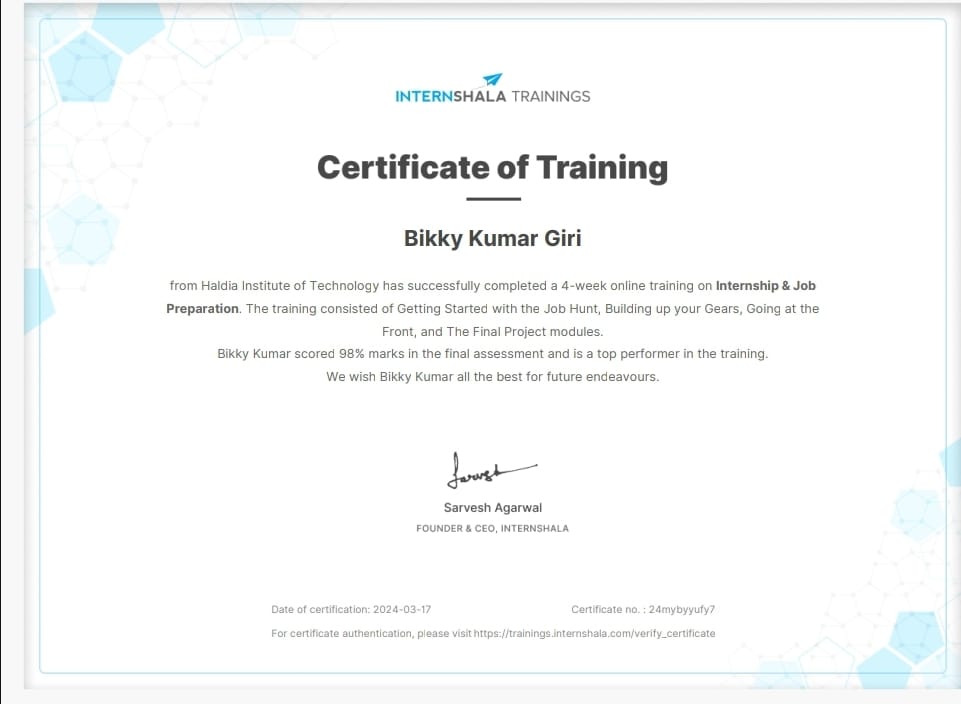 INTERNSHALA TRAININGS
Certificate of Training
Bikky Kumar Giri
from Haldia Institute of Technology has successfully completed a 4-week online training on Internship & Job
Preparation. The training consisted of Getting Started with the Job Hunt, Building up your Gears, Going at the
Front, and The Final Project modules.
Bikky Kumar scored 98% marks in the final assessment and is a top performer in the training.
We wish Bikky Kumar all the best for future endeavours.
Sarvesh
Sarvesh Agarwal
FOUNDER & CEO, INTERNSHALA
Date of certification: 2024-03-17 Certificate no. : 24mybyyufy7
For certificate authentication, please visit https://trainings.internshala.com/verify_certificate